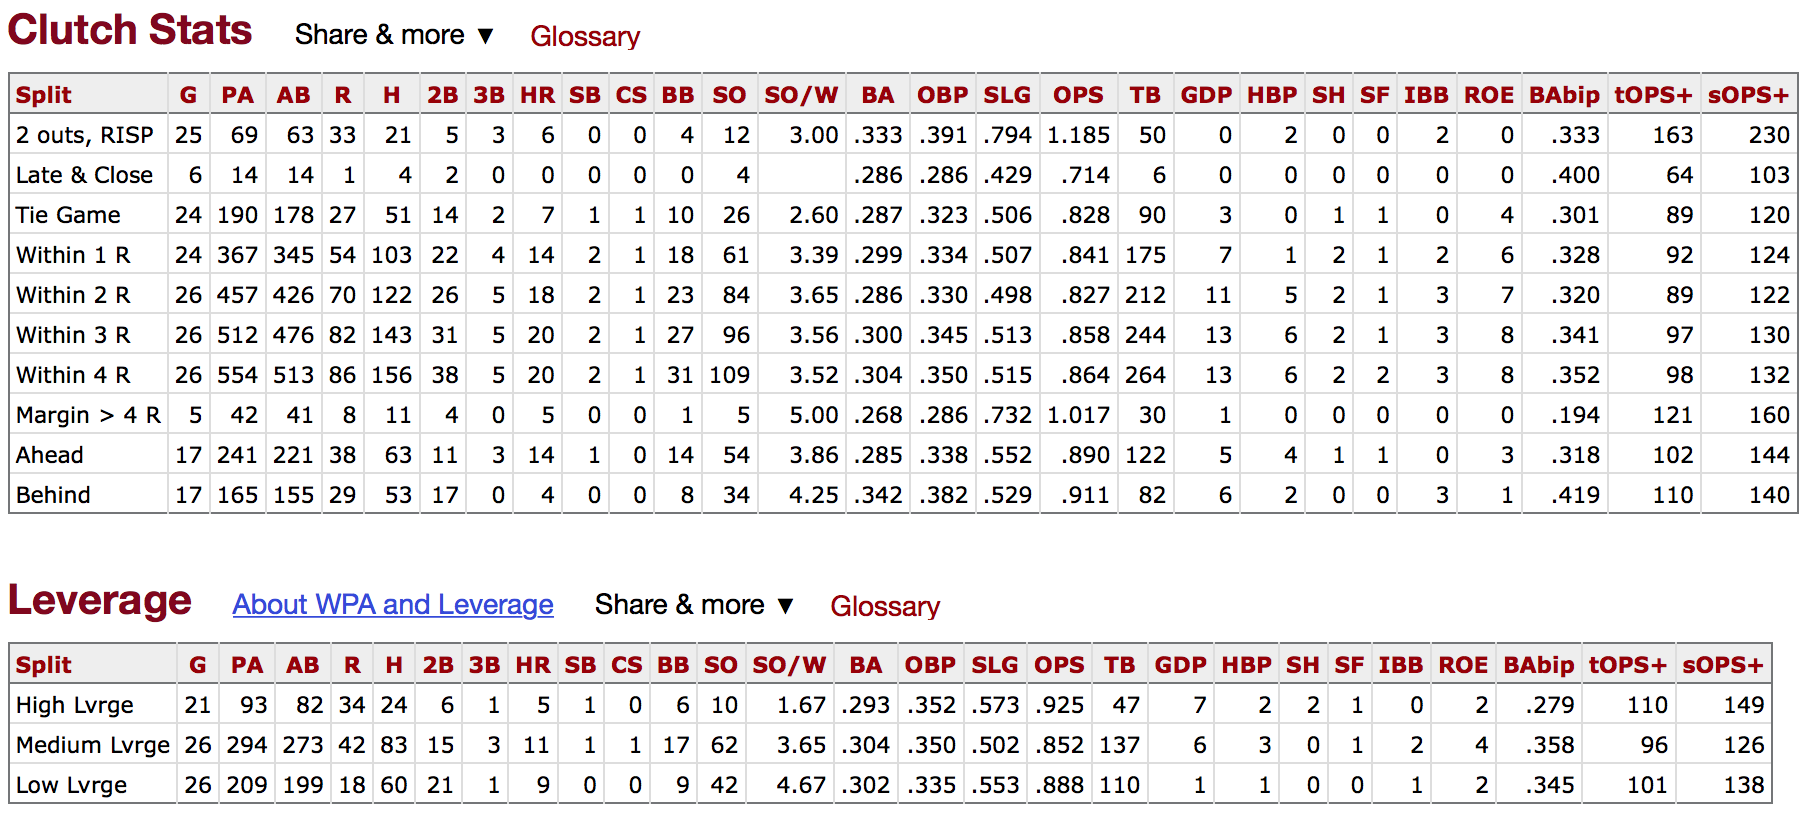 Clutch Stats Share & more ▼ Glossary
Split G PA AB R H 2B 3B HR SB CS BB SO SO/W BA OBP SLG OPS TB GDP HBP SH SF IBB ROE BAbip tOPS+ sOPS+
2 outs, RISP 25 69 63 33 21 5 3 6 0 0 4 12 3.00 .333 .391 .794 1.185 50 0 2 0 0 2 0 .333 163 230
Late & Close 6 14 14 1 4 2 0 0 0 0 0 4 .286 .286 .429 .714 6 0 0 0 0 0 0 .400 64 103
Tie Game 24 190 178 27 51 14 2 7 1 1 10 26 2.60 .287 .323 .506 .828 90 3 0 1 1 0 4 .301 89 120
Within 1 R 24 367 345 54 103 22 4 14 2 1 18 61 3.39 .299 .334 .507 .841 175 7 1 2 1 2 6 .328 92 124
Within 2 R 26 457 426 70 122 26 5 18 2 1 23 84 3.65 .286 .330 .498 .827 212 11 5 2 1 3 7 .320 89 122
Within 3 R 26 512 476 82 143 31 5 20 2 1 27 96 3.56 .300 .345 .513 .858 244 13 6 2 1 3 8 .341 97 130
Within 4 R 26 554 513 86 156 38 5 20 2 1 31 109 3.52 .304 .350 .515 .864 264 13 6 2 2 3 8 .352 98 132
Margin > 4 R 5 42 41 8 11 4 0 5 0 0 1 5 5.00 .268 .286 .732 1.017 30 1 0 0 0 0 0 .194 121 160
Ahead 17 241 221 38 63 11 3 14 1 0 14 54 3.86 .285 .338 .552 .890 122 5 4 1 1 0 3 .318 102 144
Behind 17 165 155 29 53 17 0 4 0 0 8 34 4.25 .342 .382 .529 .911 82 6 2 0 0 3 1 .419 110 140
Leverage About WPA and Leverage Share & more ▼ Glossary
Split G PA AB R H 2B 3B HR SB CS BB SO SO/W BA OBP SLG OPS TB GDP HBP SH SF IBB ROE BAbip tOPS+ sOPS+
High Lvrge 21 93 82 34 24 6 1 5 1 0 6 10 1.67 .293 .352 .573 .925 47 7 2 2 1 0 2 .279 110 149
Medium Lvrge 26 294 273 42 83 15 3 11 1 1 17 62 3.65 .304 .350 .502 .852 137 6 3 0 1 2 4 .358 96 126
Low Lvrge 26 209 199 18 60 21 1 9 0 0 9 42 4.67 .302 .335 .553 .888 110 1 1 0 0 1 2 .345 101 138